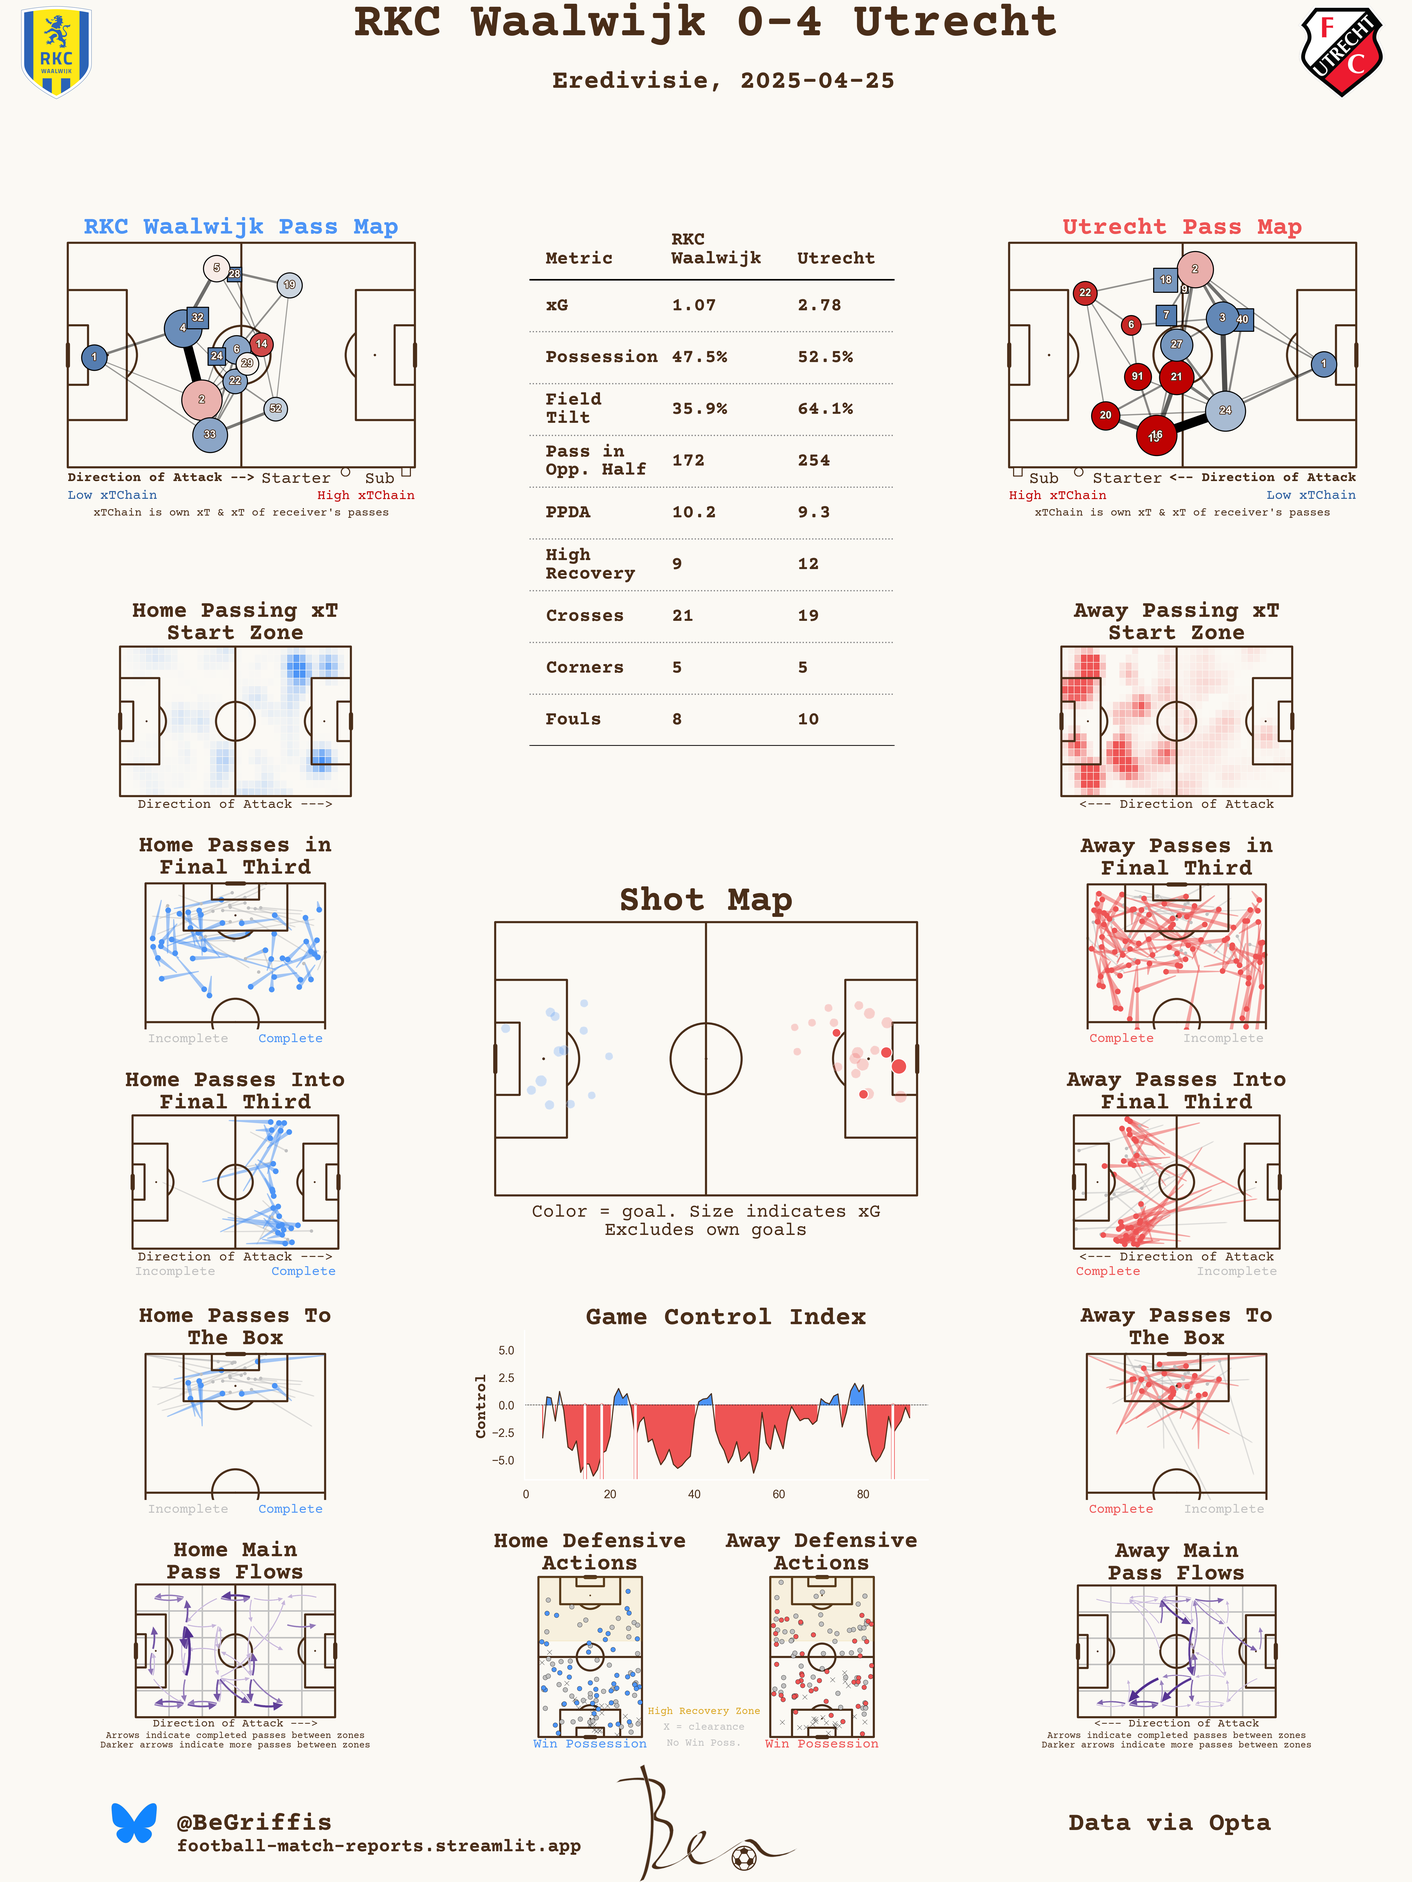 RKC Waalwijk 0-4 Utrecht
Eredivisie, 2025-04-25
RKC
WAALWIJK
F
UTRECHT
C
RKC Waalwijk Pass Map
5
28
19
32
4
14
24
6
1
29
22
2
52
33
Direction of Attack --> Starter Sub
Low xTChain High xTChain
xTChain is own xT & xT of receiver's passes
Metric RKC Waalwijk Utrecht
xG 1.07 2.78
Possession 47.5% 52.5%
Field Tilt 35.9% 64.1%
Pass in Opp. Half 172 254
PPDA 10.2 9.3
High Recovery 9 12
Crosses 21 19
Corners 5 5
Fouls 8 10
Utrecht Pass Map
2
18
9
22
7
3
40
6
27
1
91
21
20
24
16
Sub Starter <-- Direction of Attack
High xTChain Low xTChain
xTChain is own xT & xT of receiver's passes
Home Passing xT
Start Zone
Direction of Attack --->
Away Passing xT
Start Zone
<--- Direction of Attack
Home Passes in
Final Third
Incomplete Complete
Away Passes in
Final Third
Complete Incomplete
Shot Map
Color = goal. Size indicates xG
Excludes own goals
Home Passes Into
Final Third
Direction of Attack --->
Incomplete Complete
Away Passes Into
Final Third
<--- Direction of Attack
Complete Incomplete
Home Passes To
The Box
Incomplete Complete
Game Control Index
Control
5.0
2.5
0.0
−2.5
−5.0
0 20 40 60 80
Away Passes To
The Box
Complete Incomplete
Home Main
Pass Flows
Direction of Attack --->
Arrows indicate completed passes between zones
Darker arrows indicate more passes between zones
Home Defensive
Actions
Win Possession
Away Defensive
Actions
Win Possession
High Recovery Zone
X = clearance
No Win Poss.
Away Main
Pass Flows
<--- Direction of Attack
Arrows indicate completed passes between zones
Darker arrows indicate more passes between zones
@BeGriffis
football-match-reports.streamlit.app
Ben
Data via Opta